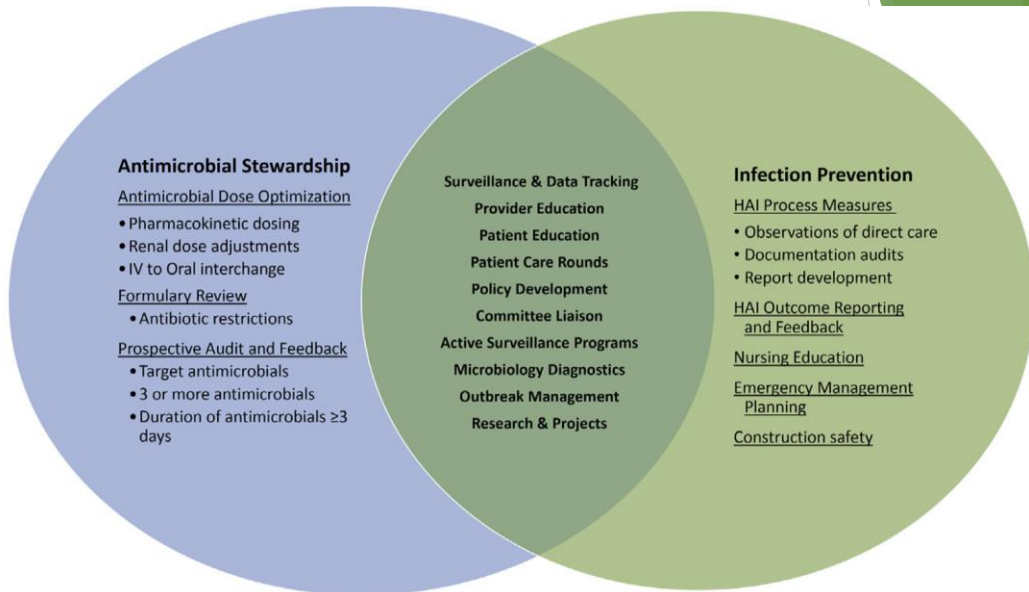 Antimicrobial Stewardship
Antimicrobial Dose Optimization
• Pharmacokinetic dosing
• Renal dose adjustments
• IV to Oral interchange
Formulary Review
• Antibiotic restrictions
Prospective Audit and Feedback
• Target antimicrobials
• 3 or more antimicrobials
• Duration of antimicrobials ≥3
days
Surveillance & Data Tracking
Provider Education
Patient Education
Patient Care Rounds
Policy Development
Committee Liaison
Active Surveillance Programs
Microbiology Diagnostics
Outbreak Management
Research & Projects
Infection Prevention
HAI Process Measures
• Observations of direct care
• Documentation audits
• Report development
HAI Outcome Reporting
and Feedback
Nursing Education
Emergency Management
Planning
Construction safety